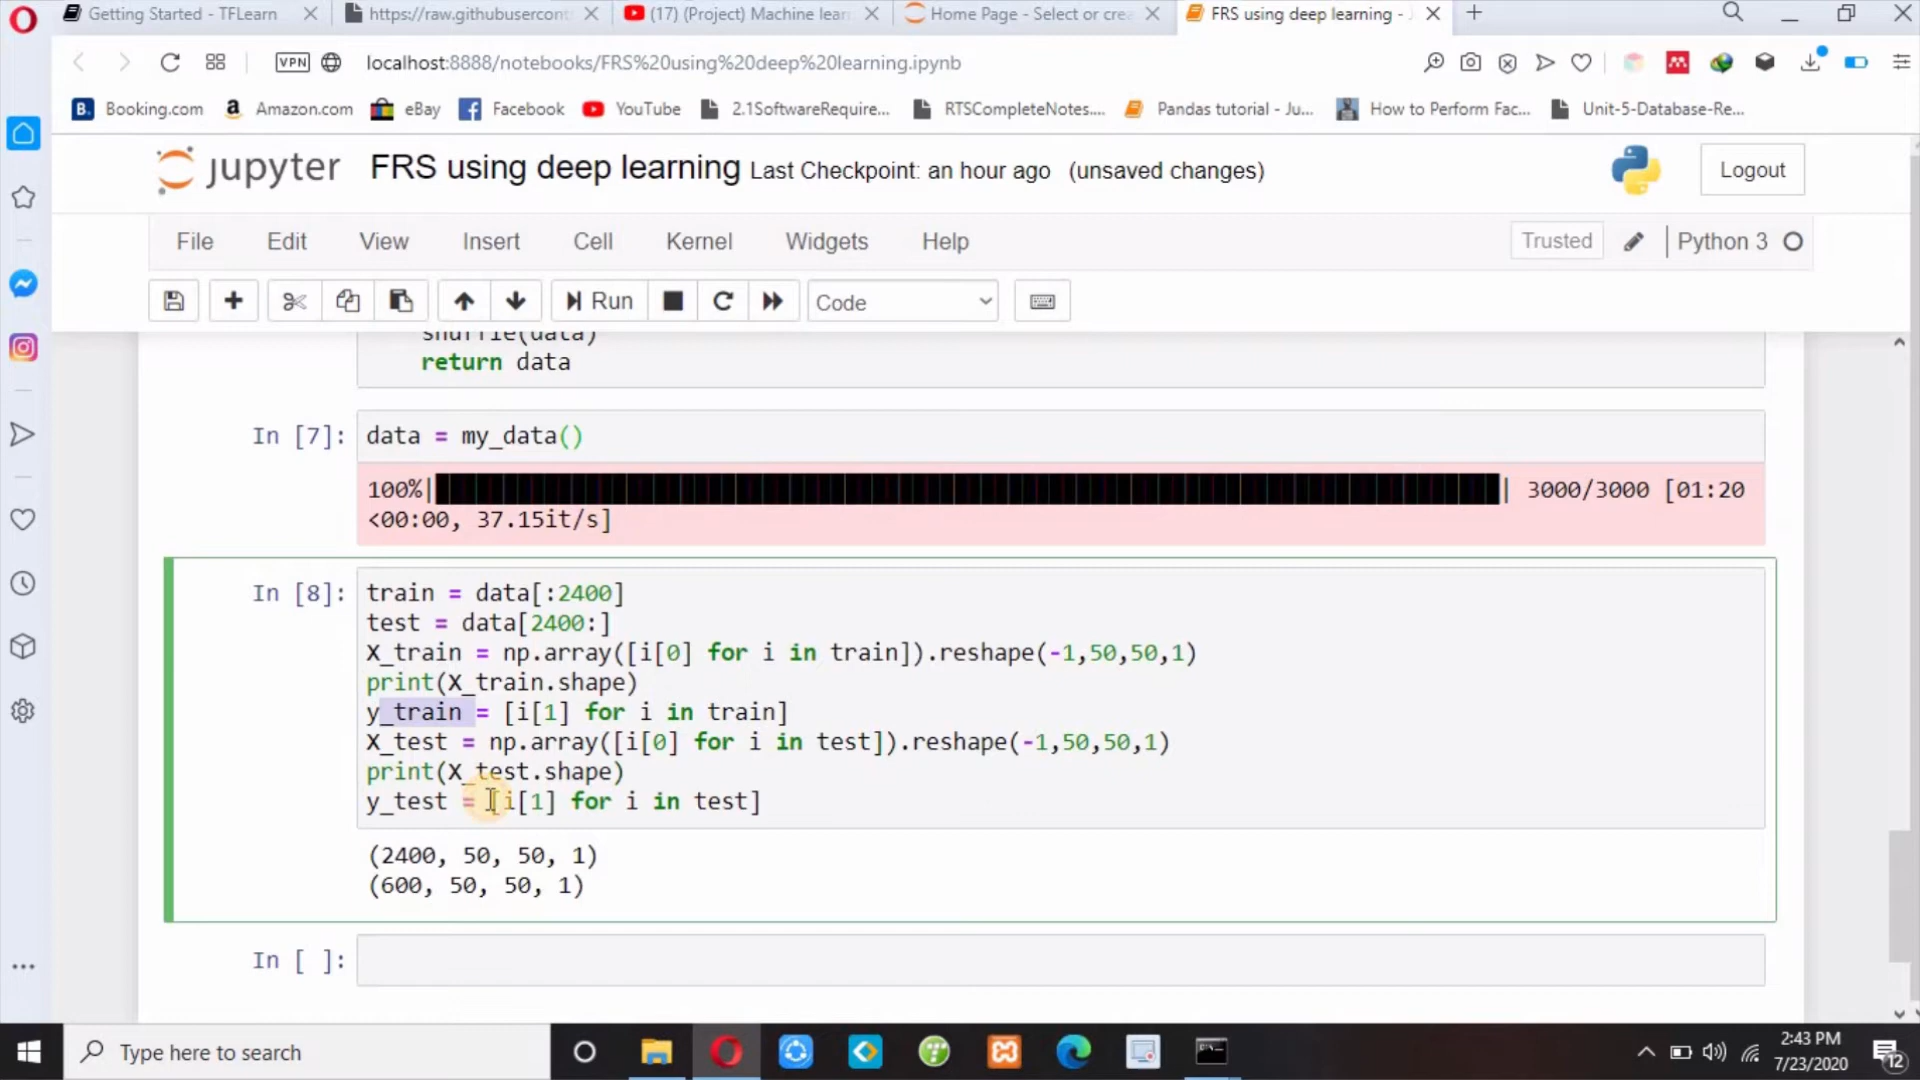 Getting Started - TFLearn
https://raw.githubusercont
(17) (Project) Machine lear
Home Page - Select or crea
FRS using deep learning -
VPN
localhost:8888/notebooks/FRS%20using%20deep%20learning.ipynb
B. Booking.com
Amazon.com
eBay
Facebook
YouTube
2.1SoftwareRequire...
RTSCompleteNotes....
Pandas tutorial - Ju...
How to Perform Fac...
Unit-5-Database-Re...
jupyter FRS using deep learning Last Checkpoint: an hour ago (unsaved changes)
Logout
File Edit View Insert Cell Kernel Widgets Help
Trusted
Python 3
Run
Code
shuffle(data)
return data
In [7]: data = my_data()
100%| | 3000/3000 [01:20
<00:00, 37.15it/s]
In [8]: train = data[:2400]
test = data[2400:]
X_train = np.array([i[0] for i in train]).reshape(-1,50,50,1)
print(X_train.shape)
y_train = [i[1] for i in train]
X_test = np.array([i[0] for i in test]).reshape(-1,50,50,1)
print(X_test.shape)
y_test = [i[1] for i in test]
(2400, 50, 50, 1)
(600, 50, 50, 1)
In [ ]:
Type here to search
2:43 PM
7/23/2020
12